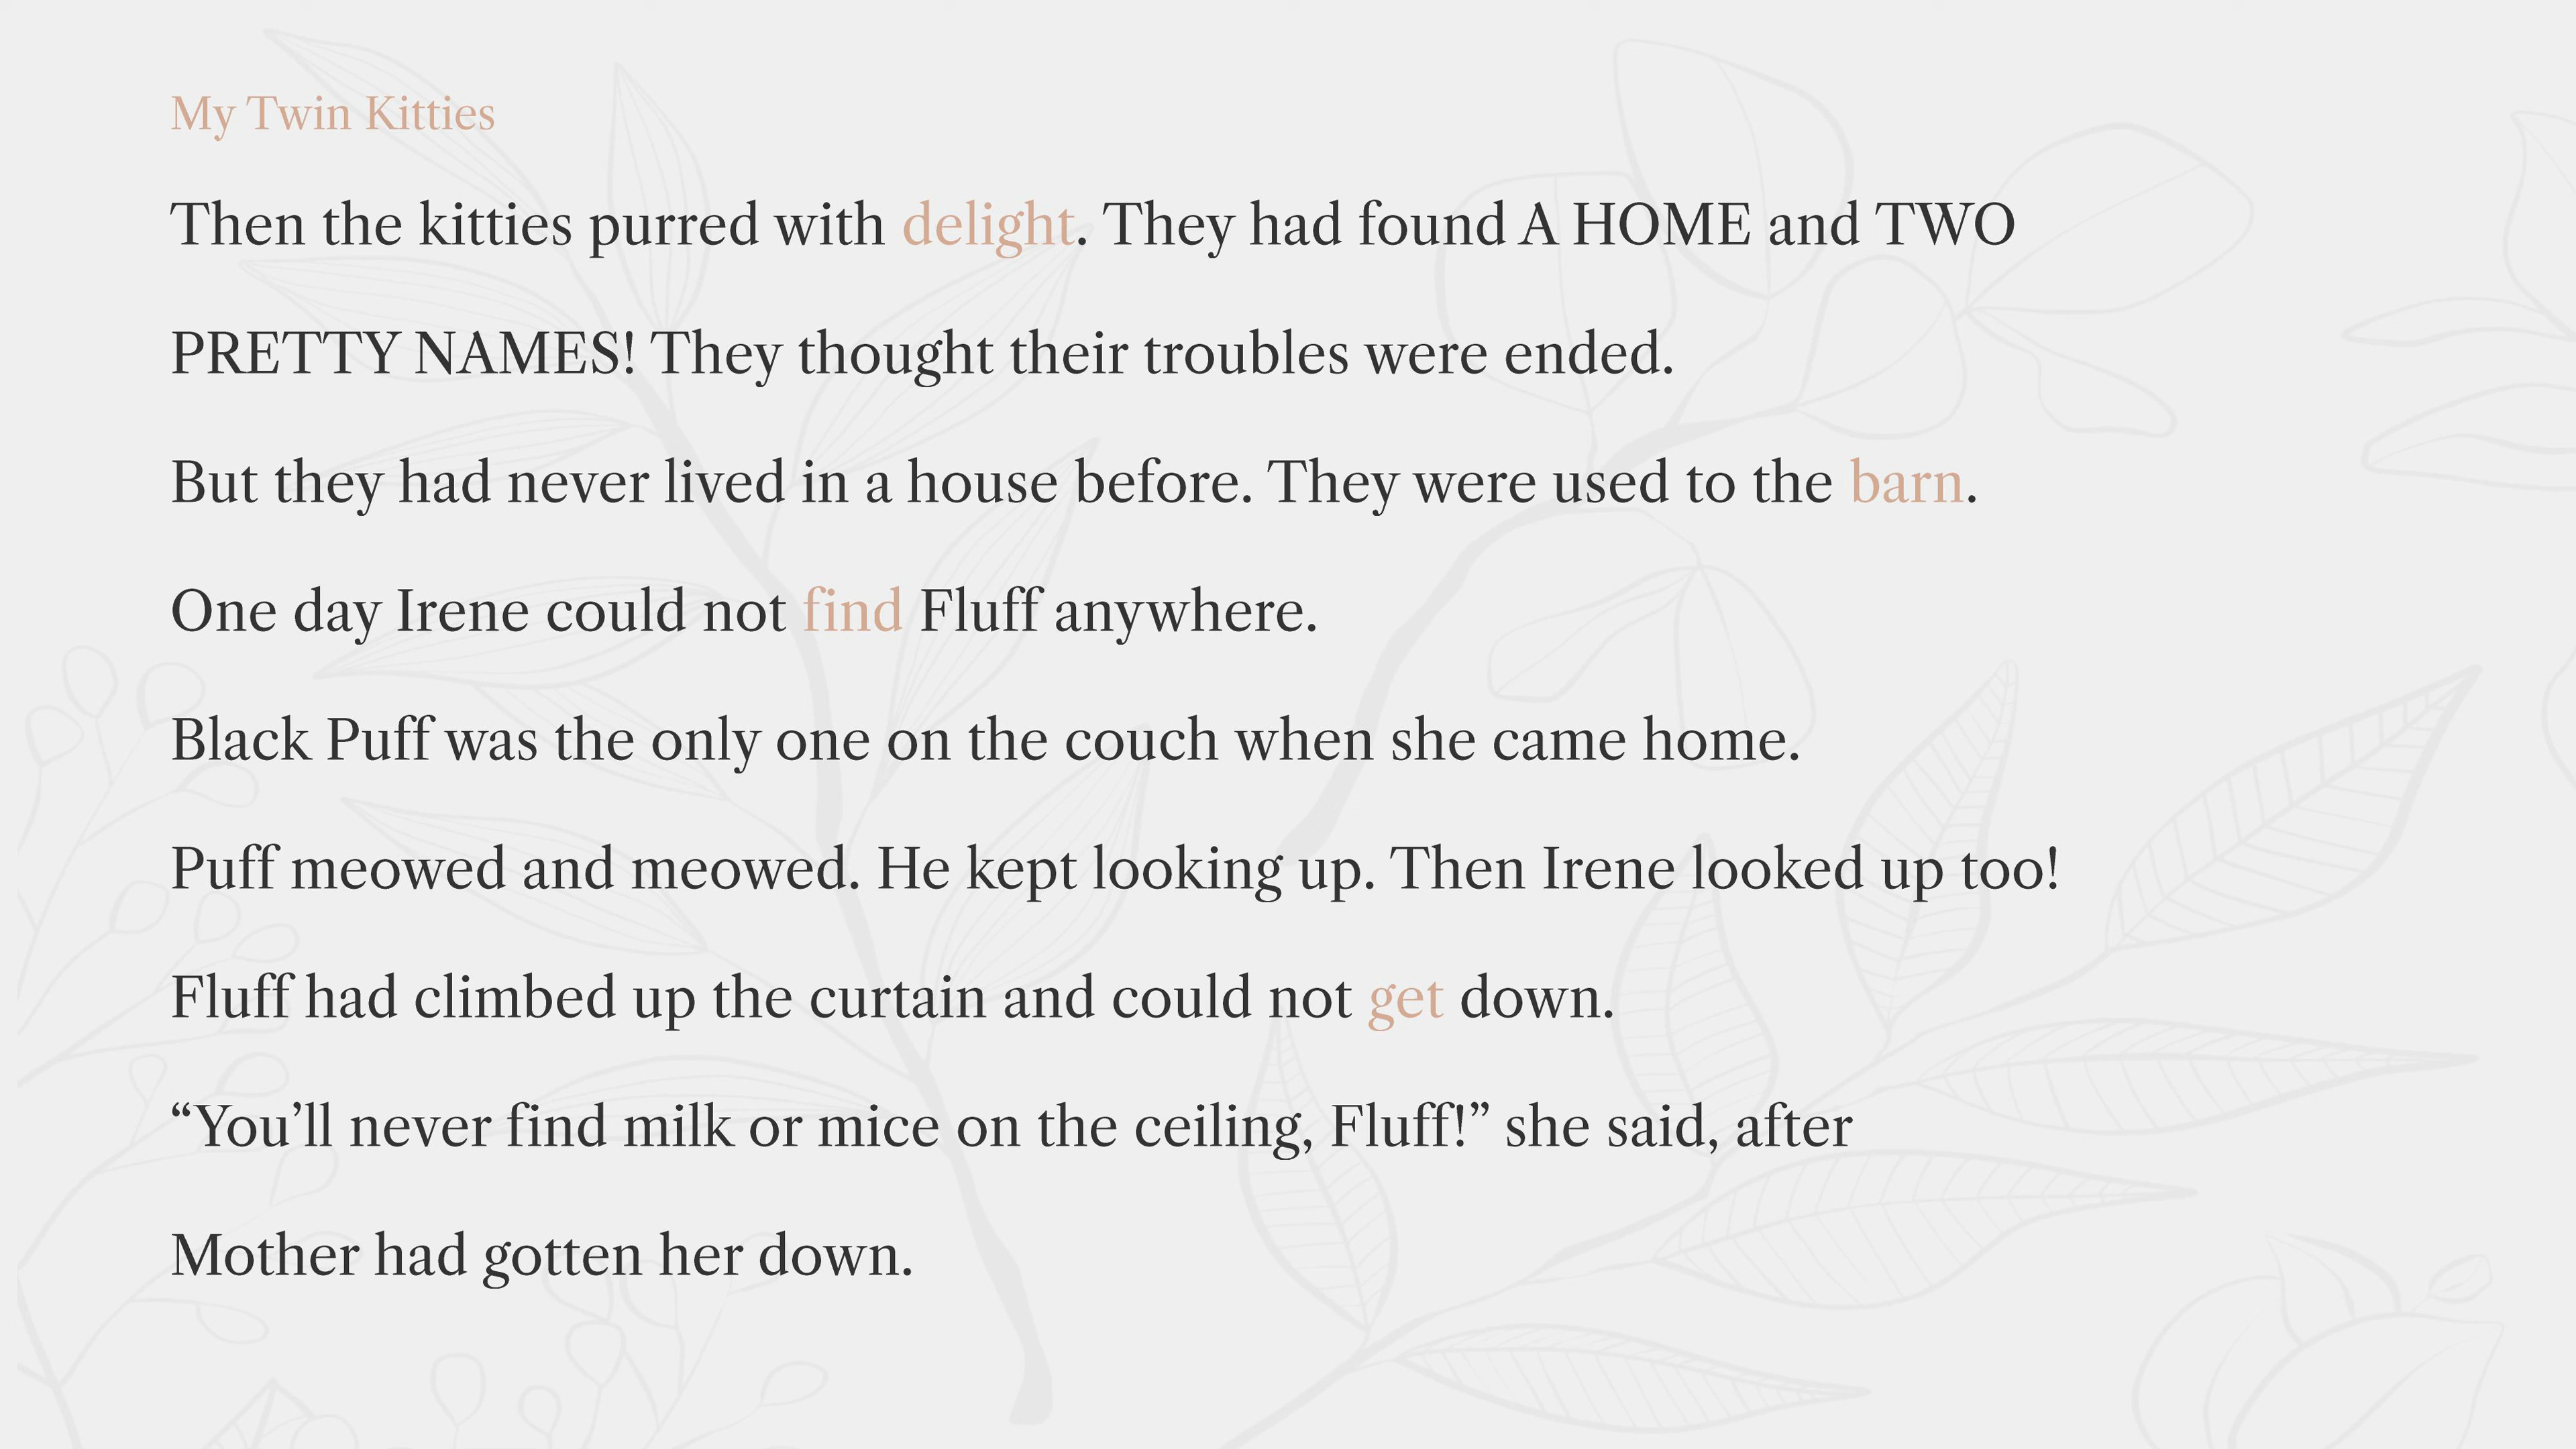 My Twin Kitties
Then the kitties purred with delight. They had found A HOME and TWO
PRETTY NAMES! They thought their troubles were ended.
But they had never lived in a house before. They were used to the barn.
One day Irene could not find Fluff anywhere.
Black Puff was the only one on the couch when she came home.
Puff meowed and meowed. He kept looking up. Then Irene looked up too!
Fluff had climbed up the curtain and could not get down.
“You’ll never find milk or mice on the ceiling, Fluff!” she said, after
Mother had gotten her down.